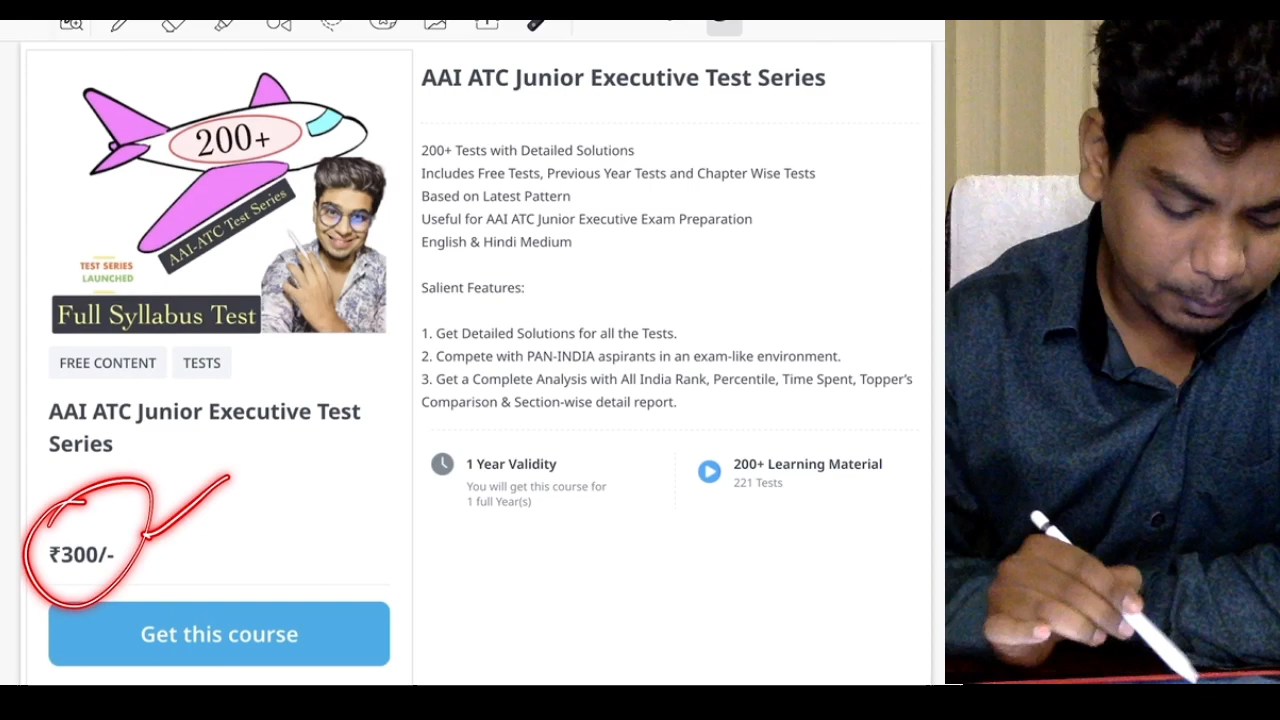 200+
AAI-ATC Test Series
TEST SERIES
LAUNCHED
Full Syllabus Test
FREE CONTENT
TESTS
AAI ATC Junior Executive Test
Series
₹300/-
Get this course
AAI ATC Junior Executive Test Series
200+ Tests with Detailed Solutions
Includes Free Tests, Previous Year Tests and Chapter Wise Tests
Based on Latest Pattern
Useful for AAI ATC Junior Executive Exam Preparation
English & Hindi Medium
Salient Features:
1. Get Detailed Solutions for all the Tests.
2. Compete with PAN-INDIA aspirants in an exam-like environment.
3. Get a Complete Analysis with All India Rank, Percentile, Time Spent, Topper's
Comparison & Section-wise detail report.
1 Year Validity
You will get this course for
1 full Year(s)
200+ Learning Material
221 Tests